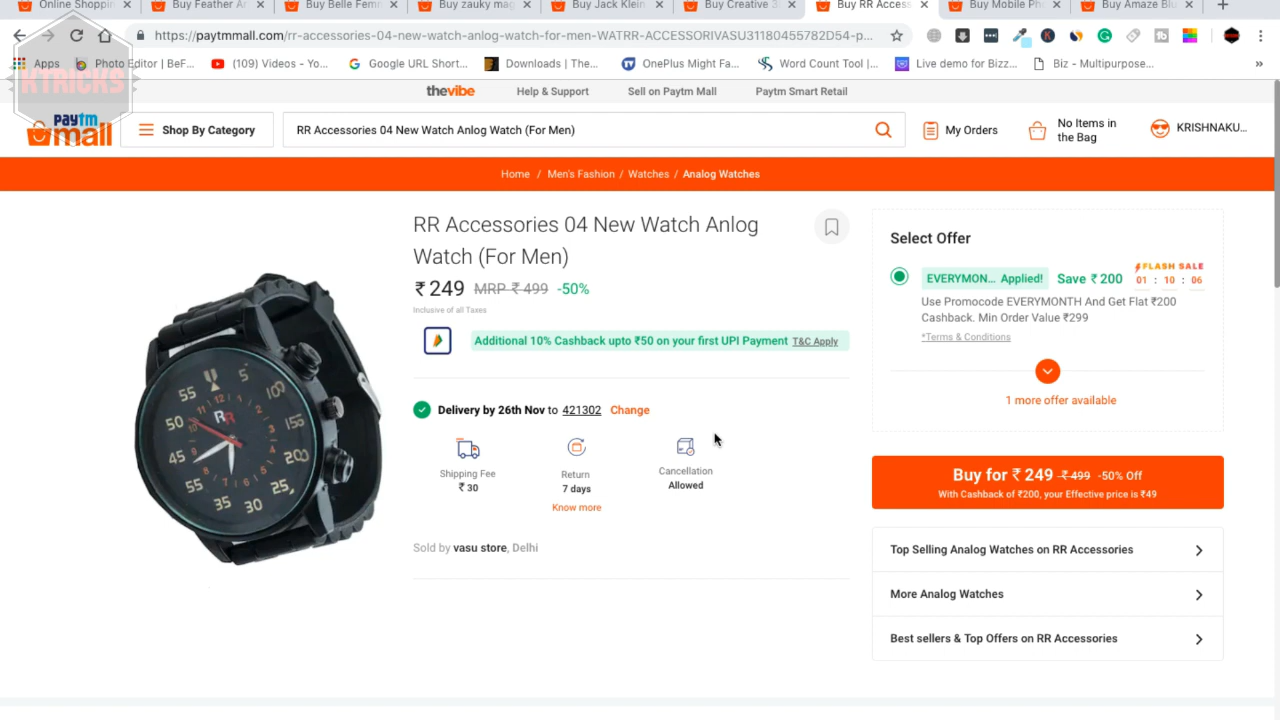 Online Shoppin
Buy Feather Ar
Buy Belle Femm
Buy zauky mag
Buy Jack Klein
Buy Creative 3
Buy RR Access
Buy Mobile Ph
Buy Amaze Blu
https://paytmmall.com/rr-accessories-04-new-watch-anlog-watch-for-men-WATRR-ACCESSORIVASU31180455782D54-p...
Apps
Photo Editor | BeF...
(109) Videos - Yo...
Google URL Short...
Downloads | The...
OnePlus Might Fa...
Word Count Tool |...
Live demo for Bizz...
Biz - Multipurpose...
KTRICKS
thevibe
Help & Support
Sell on Paytm Mall
Paytm Smart Retail
paytm mall
Shop By Category
RR Accessories 04 New Watch Anlog Watch (For Men)
My Orders
No Items in
the Bag
KRISHNAKU...
Home / Men's Fashion / Watches / Analog Watches
RR Accessories 04 New Watch Anlog
Watch (For Men)
₹ 249 MRP ₹ 499 -50%
Inclusive of all Taxes
Additional 10% Cashback upto ₹50 on your first UPI Payment T&C Apply
Delivery by 26th Nov to 421302 Change
Shipping Fee
₹ 30
Return
7 days
Know more
Cancellation
Allowed
Sold by vasu store, Delhi
Select Offer
EVERYMON... Applied! Save ₹ 200
FLASH SALE
01 : 10 : 06
Use Promocode EVERYMONTH And Get Flat ₹200
Cashback. Min Order Value ₹299
*Terms & Conditions
1 more offer available
Buy for ₹ 249 ₹ 499 -50% Off
With Cashback of ₹200, your Effective price is ₹49
Top Selling Analog Watches on RR Accessories
More Analog Watches
Best sellers & Top Offers on RR Accessories
RR